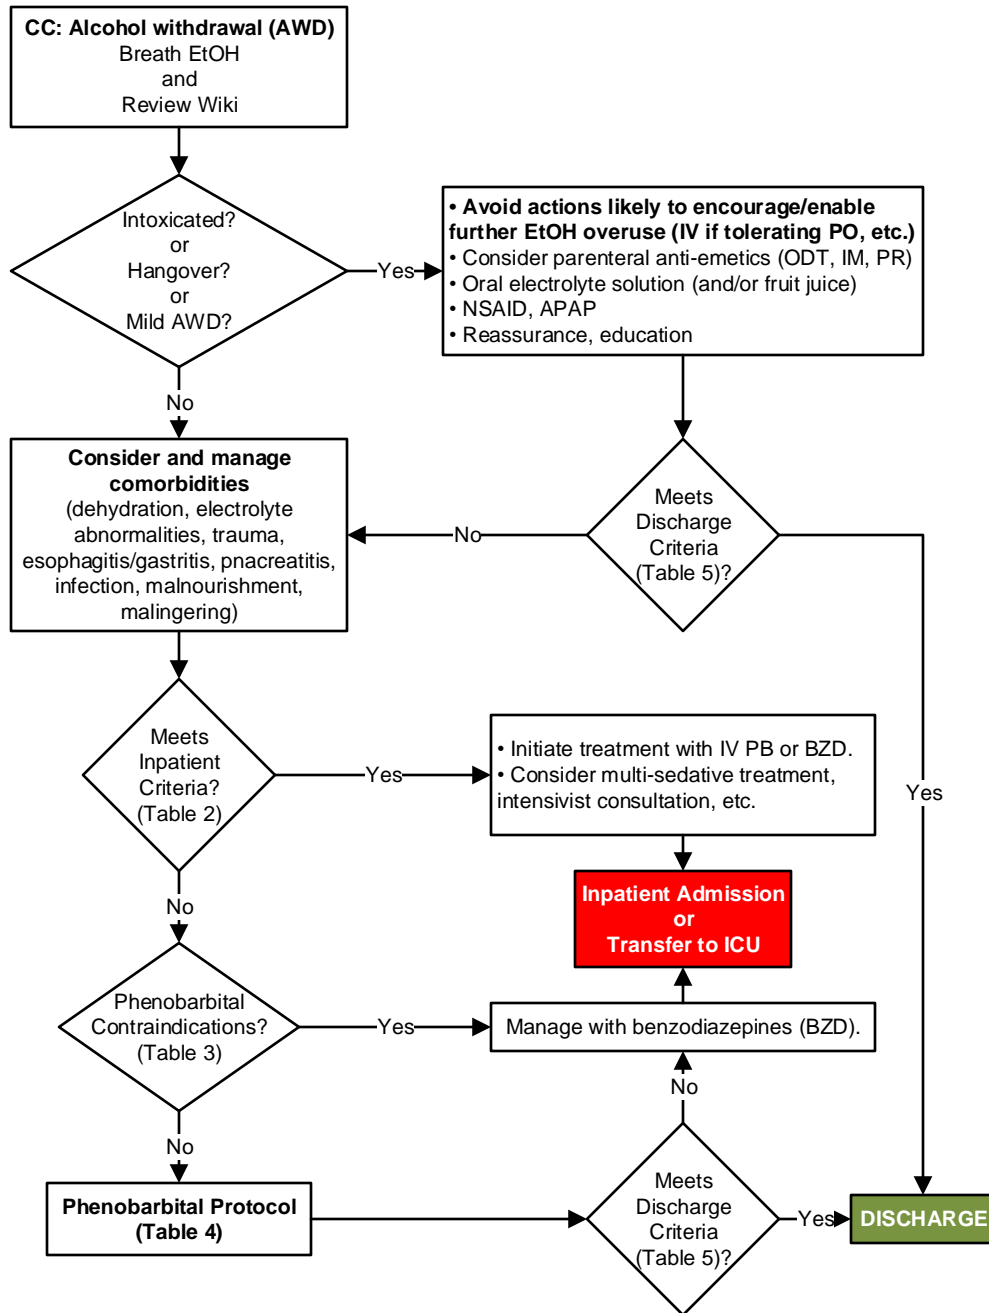 CC: Alcohol withdrawal (AWD)
Breath EtOH
and
Review Wiki
Intoxicated?
or
Hangover?
or
Mild AWD?
Yes
• Avoid actions likely to encourage/enable
further EtOH overuse (IV if tolerating PO, etc.)
• Consider parenteral anti-emetics (ODT, IM, PR)
• Oral electrolyte solution (and/or fruit juice)
• NSAID, APAP
• Reassurance, education
No
Consider and manage
comorbidities
(dehydration, electrolyte
abnormalities, trauma,
esophagitis/gastritis, pnacreatitis,
infection, malnourishment,
malingering)
No
Meets
Discharge
Criteria
(Table 5)?
Yes
Meets
Inpatient
Criteria?
(Table 2)
Yes
• Initiate treatment with IV PB or BZD.
• Consider multi-sedative treatment,
intensivist consultation, etc.
Inpatient Admission
or
Transfer to ICU
No
Phenobarbital
Contraindications?
(Table 3)
Yes
Manage with benzodiazepines (BZD).
No
No
Phenobarbital Protocol
(Table 4)
Meets
Discharge
Criteria
(Table 5)?
Yes
DISCHARGE